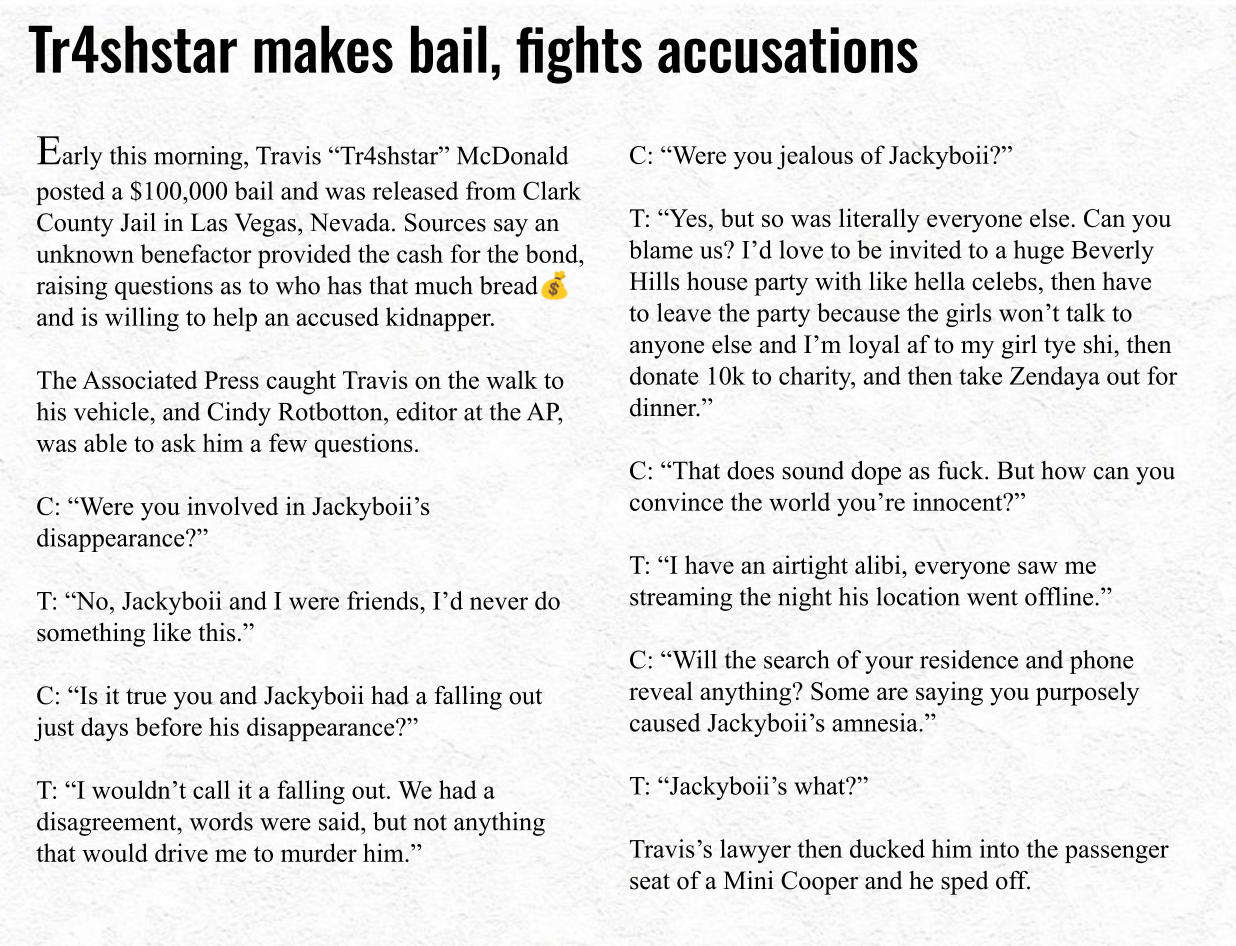 Tr4shstar makes bail, fights accusations
Early this morning, Travis “Tr4shstar” McDonald
posted a $100,000 bail and was released from Clark
County Jail in Las Vegas, Nevada. Sources say an
unknown benefactor provided the cash for the bond,
raising questions as to who has that much bread💰
and is willing to help an accused kidnapper.
The Associated Press caught Travis on the walk to
his vehicle, and Cindy Rotbotton, editor at the AP,
was able to ask him a few questions.
C: “Were you involved in Jackyboii’s
disappearance?”
T: “No, Jackyboii and I were friends, I’d never do
something like this.”
C: “Is it true you and Jackyboii had a falling out
just days before his disappearance?”
T: “I wouldn’t call it a falling out. We had a
disagreement, words were said, but not anything
that would drive me to murder him.”
C: “Were you jealous of Jackyboii?”
T: “Yes, but so was literally everyone else. Can you
blame us? I’d love to be invited to a huge Beverly
Hills house party with like hella celebs, then have
to leave the party because the girls won’t talk to
anyone else and I’m loyal af to my girl tye shi, then
donate 10k to charity, and then take Zendaya out for
dinner.”
C: “That does sound dope as fuck. But how can you
convince the world you’re innocent?”
T: “I have an airtight alibi, everyone saw me
streaming the night his location went offline.”
C: “Will the search of your residence and phone
reveal anything? Some are saying you purposely
caused Jackyboii’s amnesia.”
T: “Jackyboii’s what?”
Travis’s lawyer then ducked him into the passenger
seat of a Mini Cooper and he sped off.